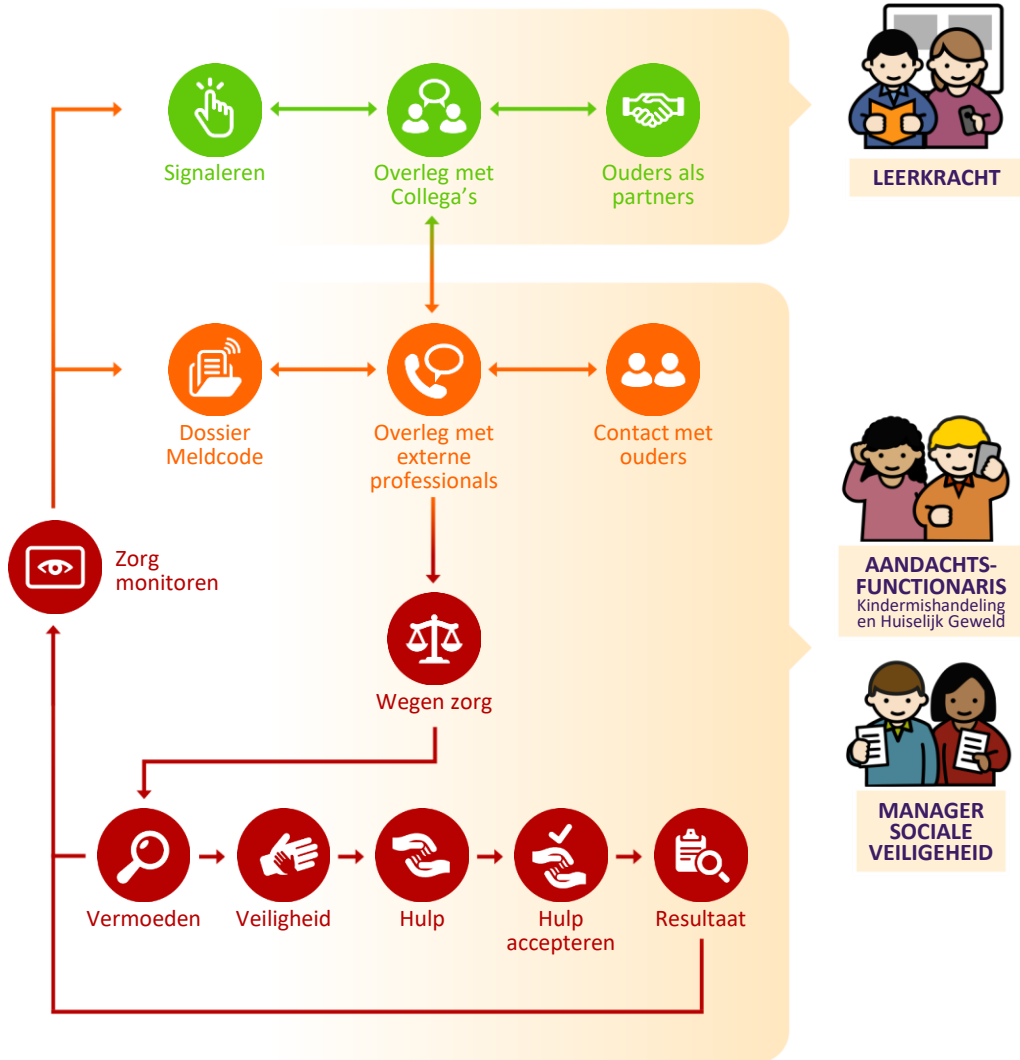 LEERKRACHT
Signaleren
Overleg met
Collega's
Ouders als
partners
Dossier
Meldcode
Overleg met
externe
professionals
Contact met
ouders
AANDACHTS-
FUNCTIONARIS
Kindermishandeling
en Huiselijk Geweld
Zorg
monitoren
Wegen zorg
MANAGER
SOCIALE
VEILIGEHEID
Vermoeden
Veiligheid
Hulp
Hulp
accepteren
Resultaat